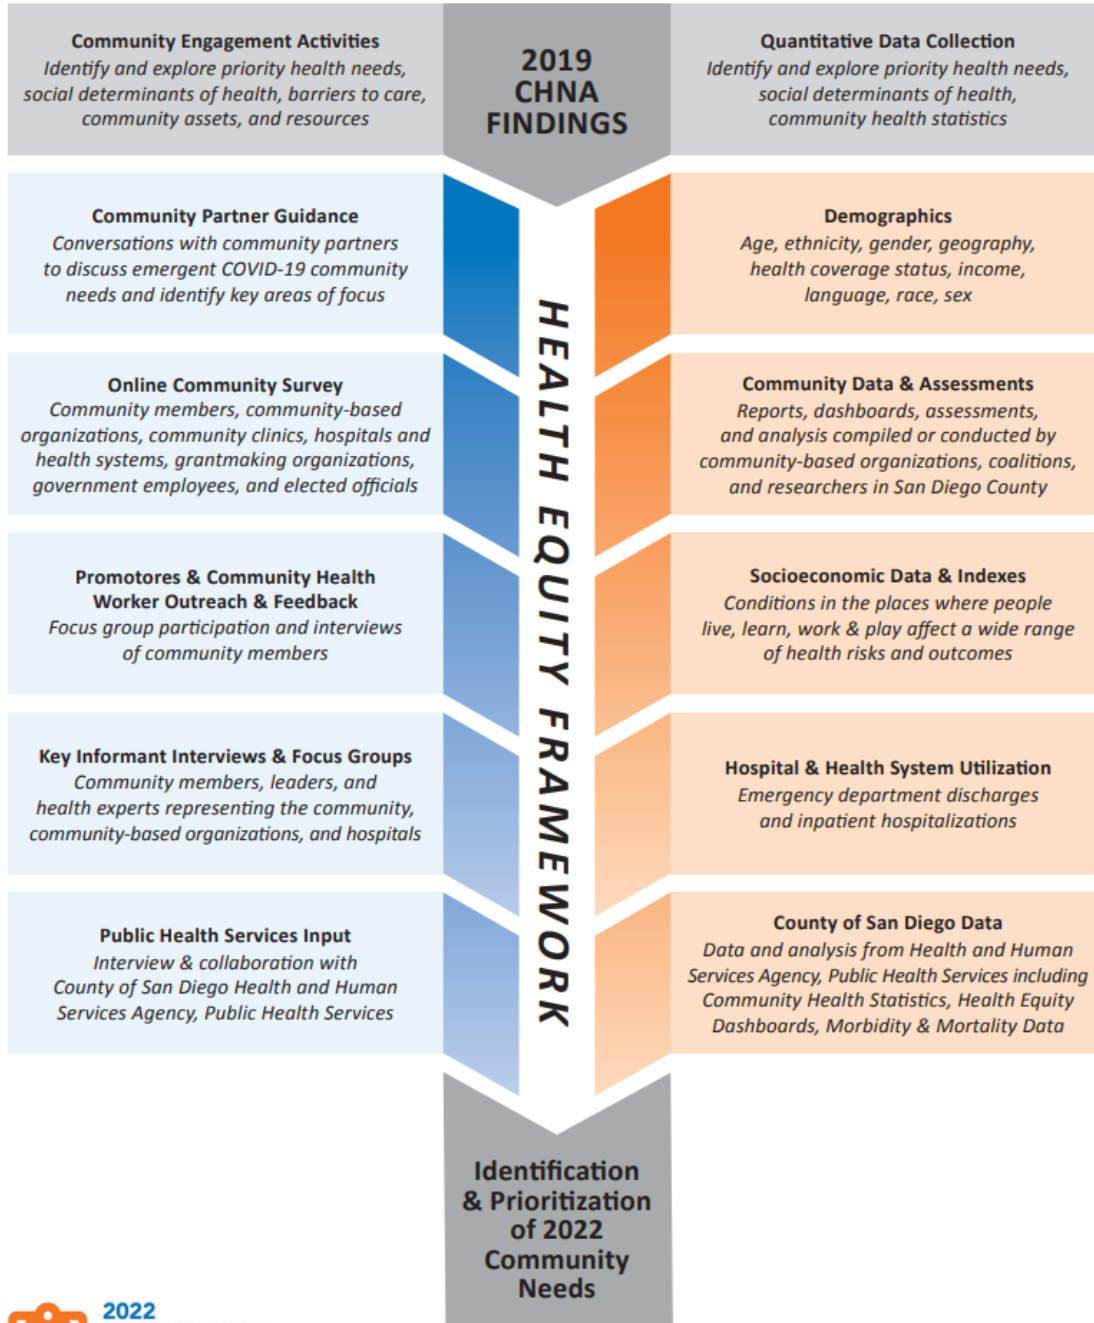 Community Engagement Activities
Identify and explore priority health needs,
social determinants of health, barriers to care,
community assets, and resources
2019
CHNA
FINDINGS
Quantitative Data Collection
Identify and explore priority health needs,
social determinants of health,
community health statistics
Community Partner Guidance
Conversations with community partners
to discuss emergent COVID-19 community
needs and identify key areas of focus
Online Community Survey
Community members, community-based
organizations, community clinics, hospitals and
health systems, grantmaking organizations,
government employees, and elected officials
Promotores & Community Health
Worker Outreach & Feedback
Focus group participation and interviews
of community members
Key Informant Interviews & Focus Groups
Community members, leaders, and
health experts representing the community,
community-based organizations, and hospitals
Public Health Services Input
Interview & collaboration with
County of San Diego Health and Human
Services Agency, Public Health Services
HEALTH EQUITY FRAMEWORK
Demographics
Age, ethnicity, gender, geography,
health coverage status, income,
language, race, sex
Community Data & Assessments
Reports, dashboards, assessments,
and analysis compiled or conducted by
community-based organizations, coalitions,
and researchers in San Diego County
Socioeconomic Data & Indexes
Conditions in the places where people
live, learn, work & play affect a wide range
of health risks and outcomes
Hospital & Health System Utilization
Emergency department discharges
and inpatient hospitalizations
County of San Diego Data
Data and analysis from Health and Human
Services Agency, Public Health Services including
Community Health Statistics, Health Equity
Dashboards, Morbidity & Mortality Data
Identification
& Prioritization
of 2022
Community
Needs
2022